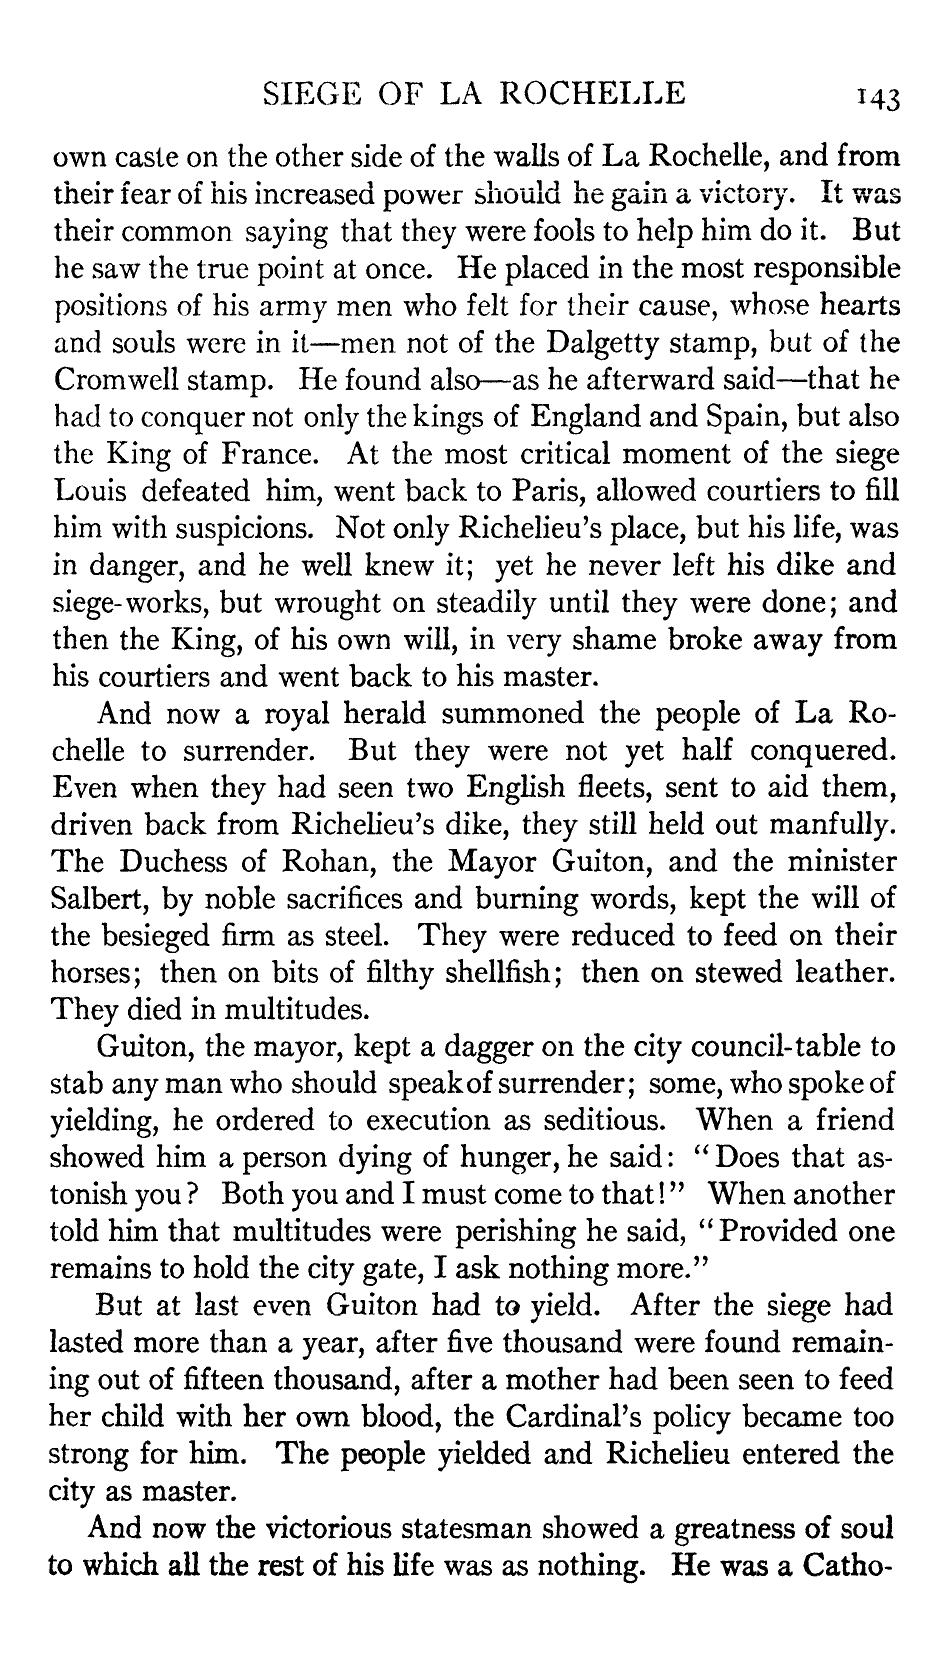 SIEGE OF LA ROCHELLE 143
own caste on the other side of the walls of La Rochelle, and from
their fear of his increased power should he gain a victory. It was
their common saying that they were fools to help him do it. But
he saw the true point at once. He placed in the most responsible
positions of his army men who felt for their cause, whose hearts
and souls were in it—men not of the Dalgetty stamp, but of the
Cromwell stamp. He found also—as he afterward said—that he
had to conquer not only the kings of England and Spain, but also
the King of France. At the most critical moment of the siege
Louis defeated him, went back to Paris, allowed courtiers to fill
him with suspicions. Not only Richelieu's place, but his life, was
in danger, and he well knew it; yet he never left his dike and
siege-works, but wrought on steadily until they were done; and
then the King, of his own will, in very shame broke away from
his courtiers and went back to his master.
And now a royal herald summoned the people of La Ro-
chelle to surrender. But they were not yet half conquered.
Even when they had seen two English fleets, sent to aid them,
driven back from Richelieu's dike, they still held out manfully.
The Duchess of Rohan, the Mayor Guiton, and the minister
Salbert, by noble sacrifices and burning words, kept the will of
the besieged firm as steel. They were reduced to feed on their
horses; then on bits of filthy shellfish; then on stewed leather.
They died in multitudes.
Guiton, the mayor, kept a dagger on the city council-table to
stab any man who should speak of surrender; some, who spoke of
yielding, he ordered to execution as seditious. When a friend
showed him a person dying of hunger, he said: "Does that as-
tonish you? Both you and I must come to that!" When another
told him that multitudes were perishing he said, "Provided one
remains to hold the city gate, I ask nothing more."
But at last even Guiton had to yield. After the siege had
lasted more than a year, after five thousand were found remain-
ing out of fifteen thousand, after a mother had been seen to feed
her child with her own blood, the Cardinal's policy became too
strong for him. The people yielded and Richelieu entered the
city as master.
And now the victorious statesman showed a greatness of soul
to which all the rest of his life was as nothing. He was a Catho-